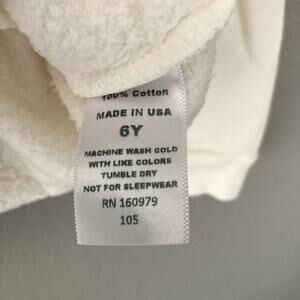 100% Cotton
MADE IN USA
6Y
MACHINE WASH COLD
WITH LIKE COLORS
TUMBLE DRY
NOT FOR SLEEPWEAR
RN 160979
105